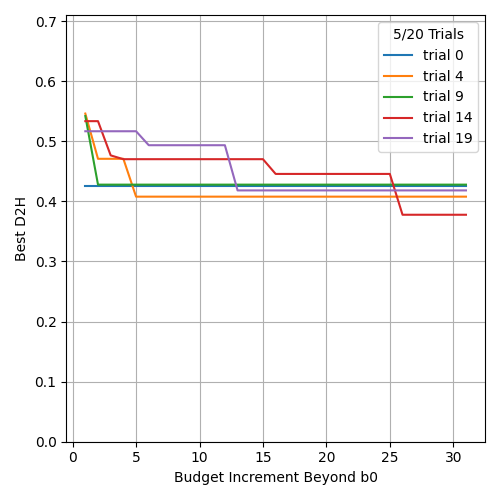 0.7
0.6
0.5
0.4
0.3
0.2
0.1
0.0
Best D2H
5/20 Trials
trial 0
trial 4
trial 9
trial 14
trial 19
0 5 10 15 20 25 30
Budget Increment Beyond b0